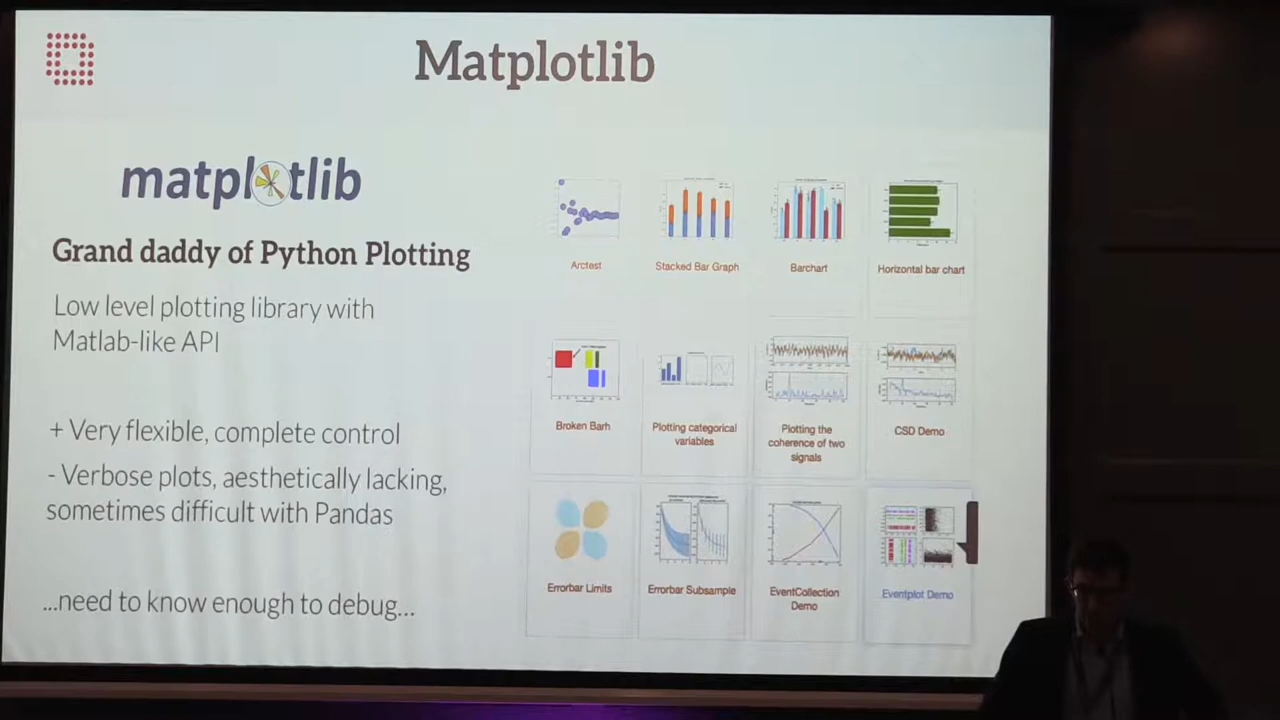 Matplotlib
matplotlib
Grand daddy of Python Plotting
Low level plotting library with
Matlab-like API
+ Very flexible, complete control
- Verbose plots, aesthetically lacking,
sometimes difficult with Pandas
...need to know enough to debug...
Arctest
Stacked Bar Graph
Barchart
Horizontal bar chart
Broken Barh
Plotting categorical
variables
Plotting the
coherence of two
signals
CSD Demo
Errorbar Limits
Errorbar Subsample
EventCollection
Demo
Eventplot Demo